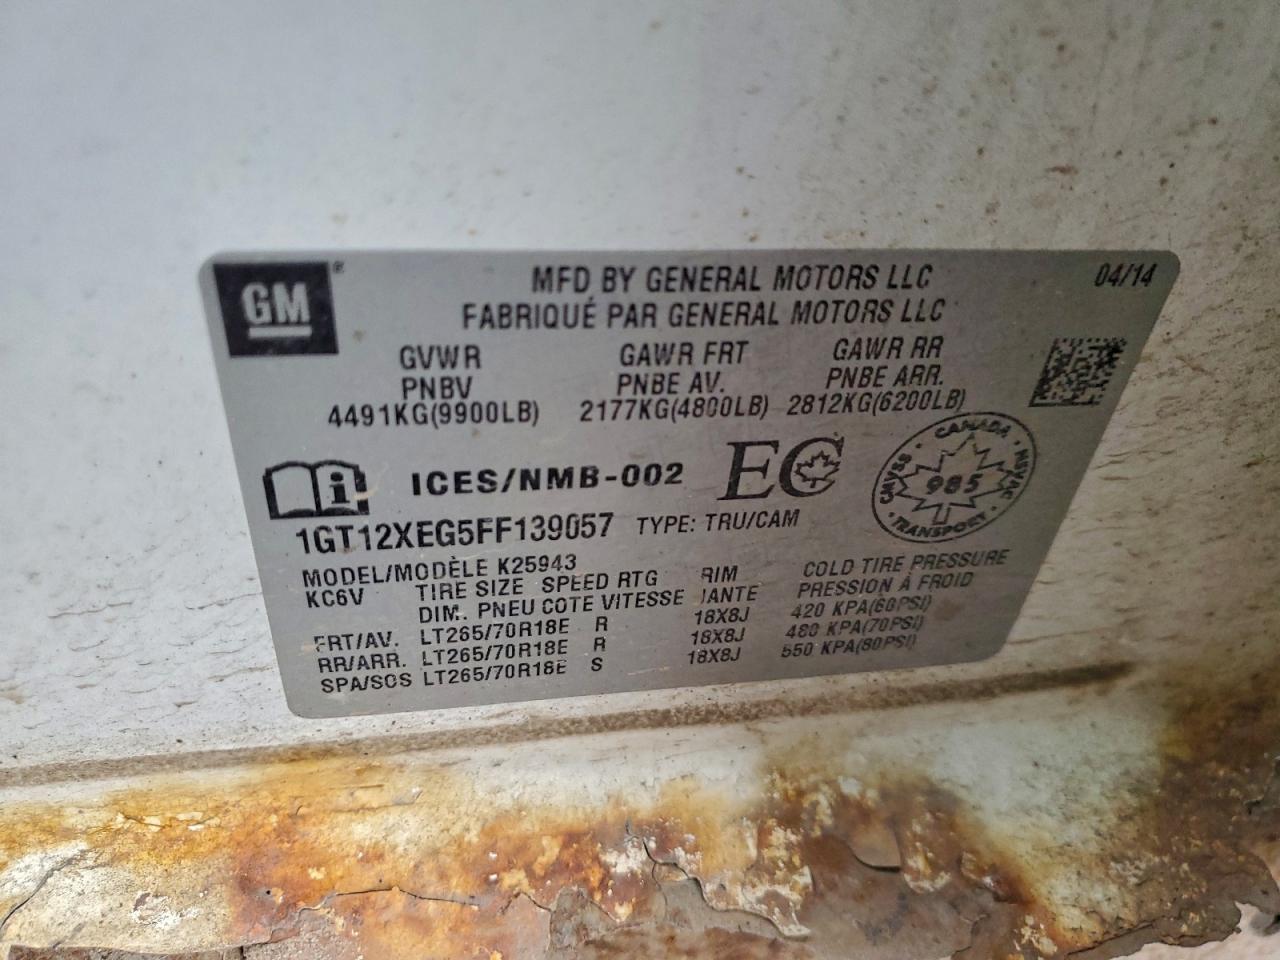 GM ®
MFD BY GENERAL MOTORS LLC
04/14
FABRIQUÉ PAR GENERAL MOTORS LLC
GVWR GAWR FRT GAWR RR
PNBV PNBE AV. PNBE ARR.
4491KG(9900LB) 2177KG(4800LB) 2812KG(6200LB)
ICES/NMB-002 EC
CANADA
CMVSS 985 NSVAC
TRANSPORT
1GT12XEG5FF139057 TYPE: TRU/CAM
MODEL/MODÈLE K25943
KC6V TIRE SIZE SPEED RTG RIM COLD TIRE PRESSURE
DIM. PNEU COTE VITESSE JANTE PRESSION À FROID
FRT/AV. LT265/70R18E R 18X8J 420 KPA(60PSI)
RR/ARR. LT265/70R18E R 18X8J 480 KPA(70PSI)
SPA/SOS LT265/70R18E S 18X8J 550 KPA(80PSI)